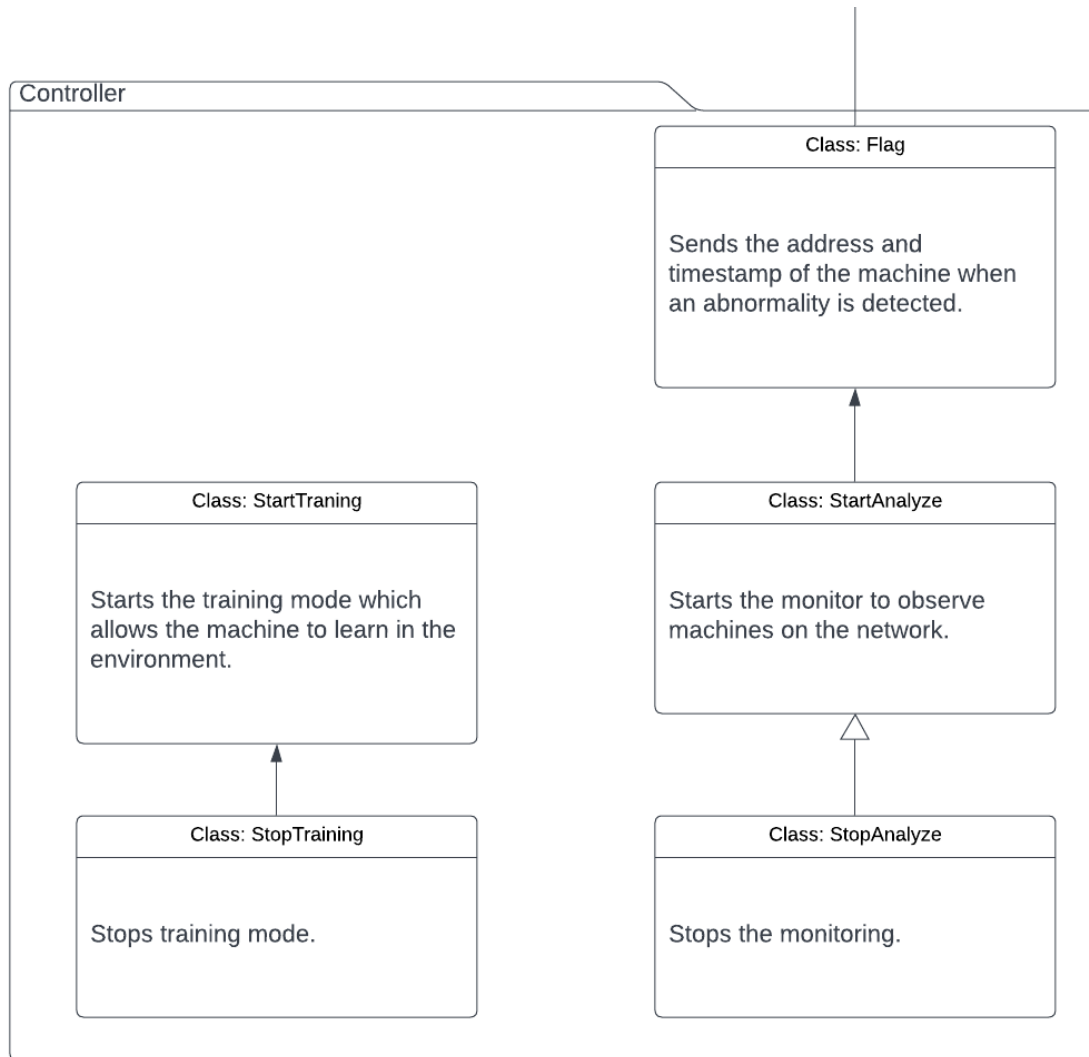 Controller
Class: Flag
Sends the address and
timestamp of the machine when
an abnormality is detected.
Class: StartTraning
Starts the training mode which
allows the machine to learn in the
environment.
Class: StartAnalyze
Starts the monitor to observe
machines on the network.
Class: StopTraining
Stops training mode.
Class: StopAnalyze
Stops the monitoring.